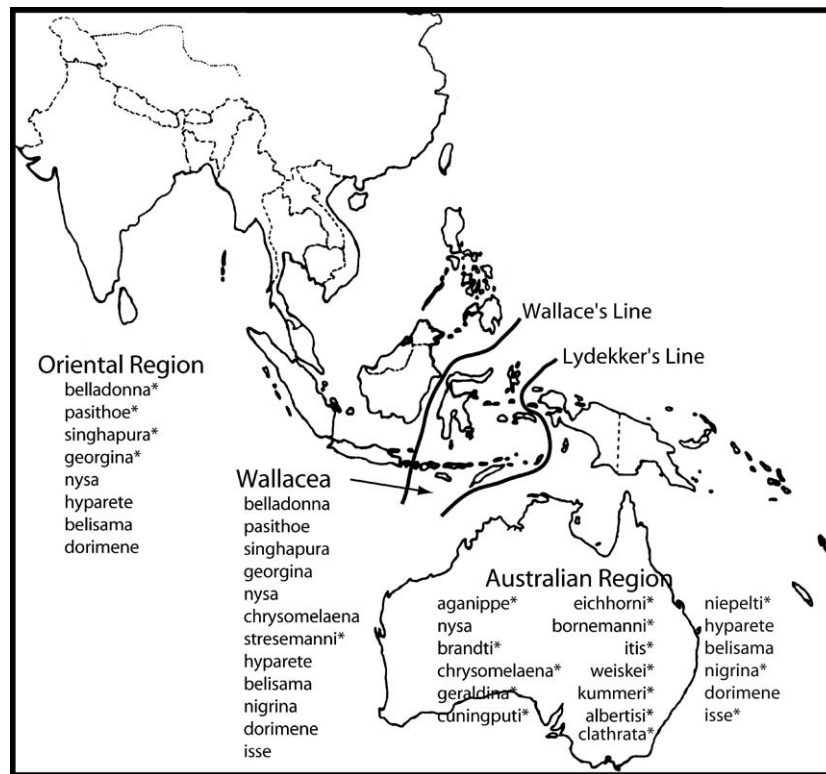 Wallace's Line
Lydekker's Line
Oriental Region
belladonna*
pasithoe*
singhapura*
georgina*
nysa
hyparete
belisama
dorimene
Wallacea
belladonna
pasithoe
singhapura
georgina
nysa
chrysomelaena
stresemanni*
hyparete
belisama
nigrina
dorimene
isse
Australian Region
aganippe*
nysa
brandti*
chrysomelaena*
geraldina*
cuningputi*
eichhorni*
bornemanni*
itis*
weiskei*
kummeri*
albertisi*
clathrata*
niepelti*
hyparete
belisama
nigrina*
dorimene
isse*